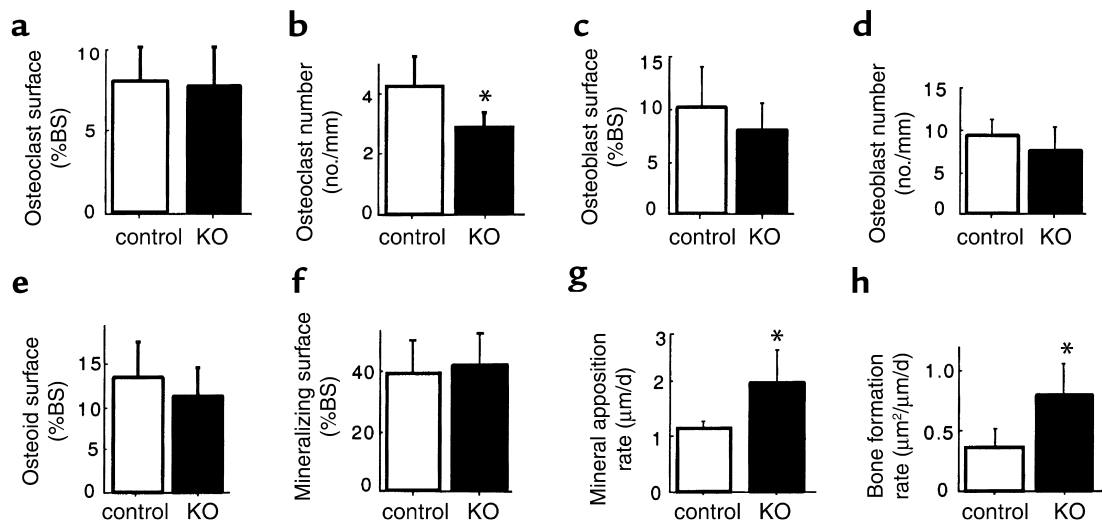 a
Osteoclast surface
(%BS)
10
5
0
control KO
b
Osteoclast number
(no./mm)
4
2
0
*
control KO
c
Osteoblast surface
(%BS)
15
10
5
0
control KO
d
Osteoblast number
(no./mm)
15
10
5
0
control KO
e
Osteoid surface
(%BS)
15
10
5
0
control KO
f
Mineralizing surface
(%BS)
40
20
0
control KO
g
Mineral apposition
rate (μm/d)
3
2
1
0
*
control KO
h
Bone formation
rate (μm²/μm/d)
1.0
0.5
0
*
control KO